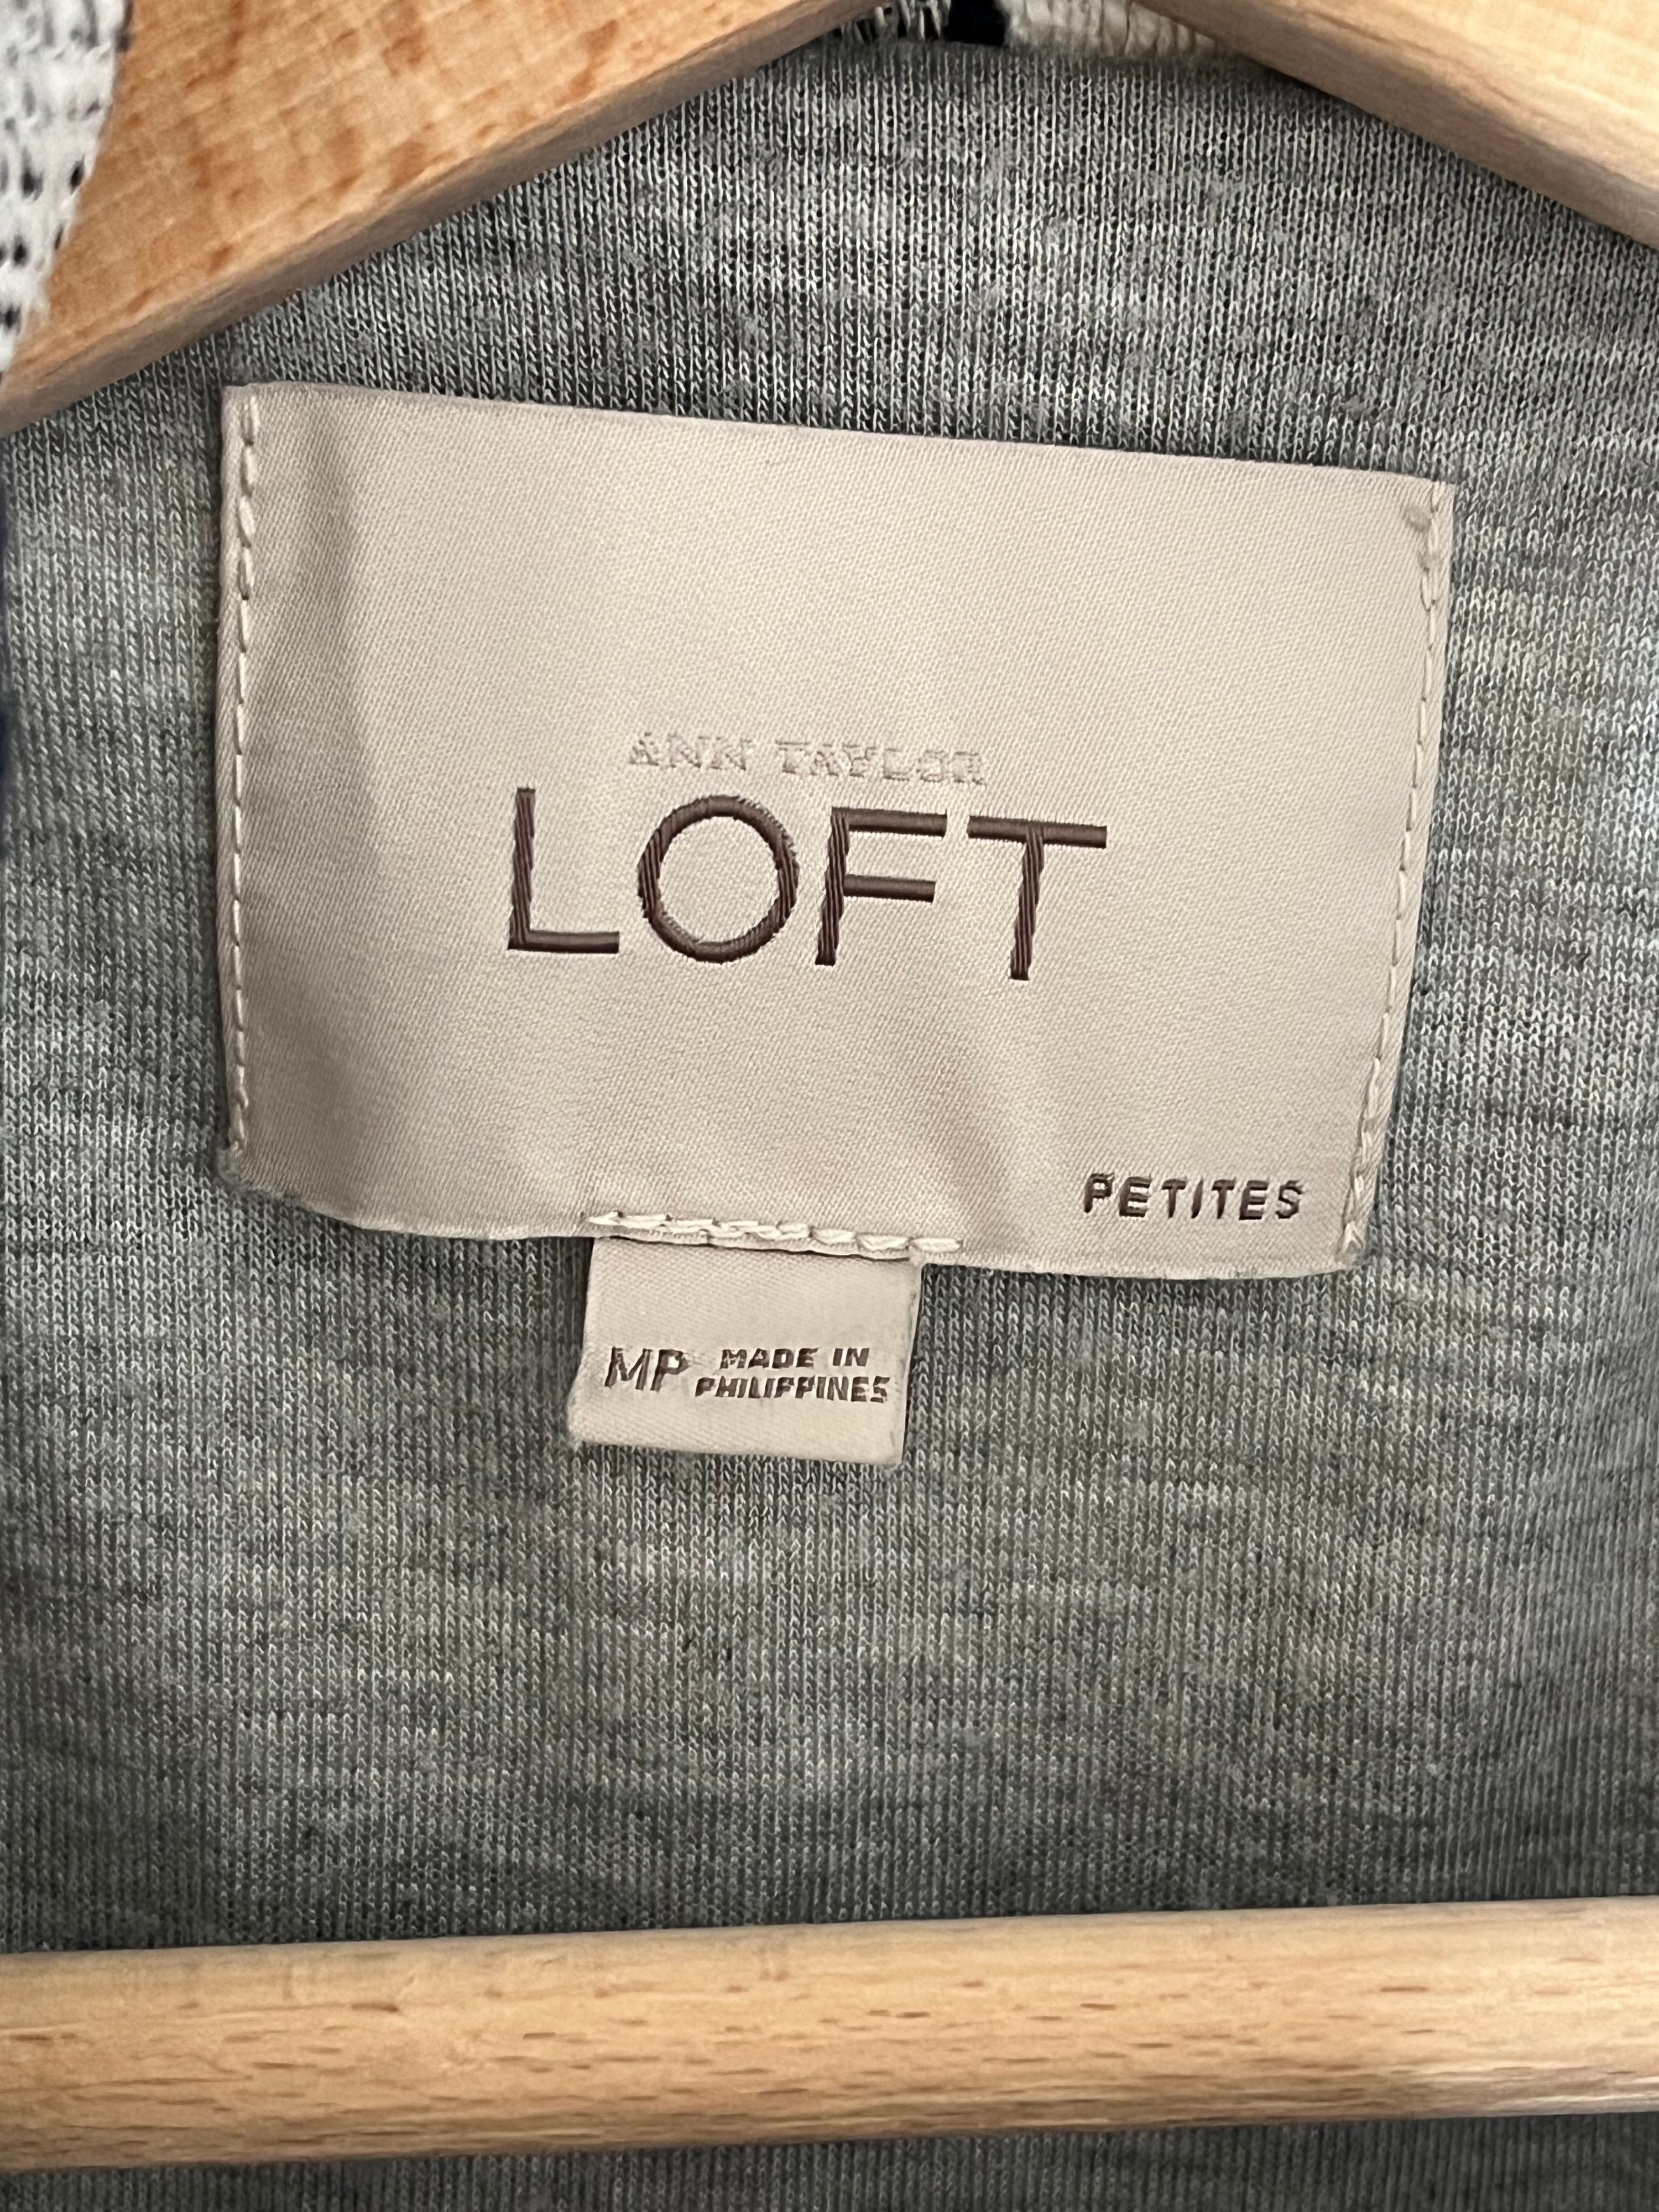 ANN TAYLOR
LOFT
PETITES
MP MADE IN
PHILIPPINES